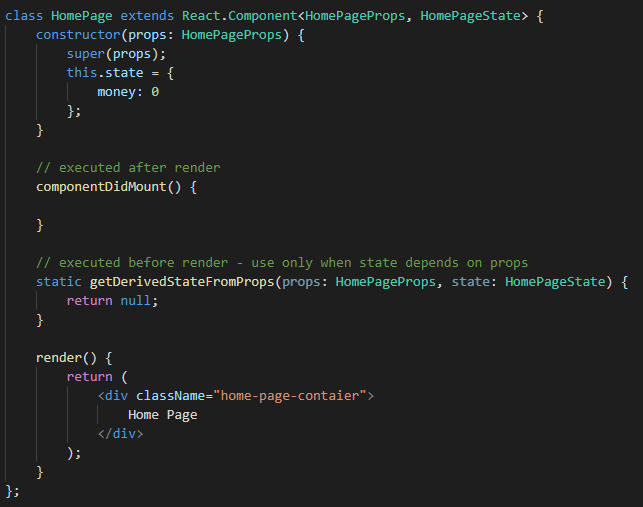 class HomePage extends React.Component<HomePageProps, HomePageState> {
    constructor(props: HomePageProps) {
        super(props);
        this.state = {
            money: 0
        };
    }

    // executed after render
    componentDidMount() {

    }

    // executed before render - use only when state depends on props
    static getDerivedStateFromProps(props: HomePageProps, state: HomePageState) {
        return null;
    }

    render() {
        return (
            <div className="home-page-contaier">
                Home Page
            </div>
        );
    }
};